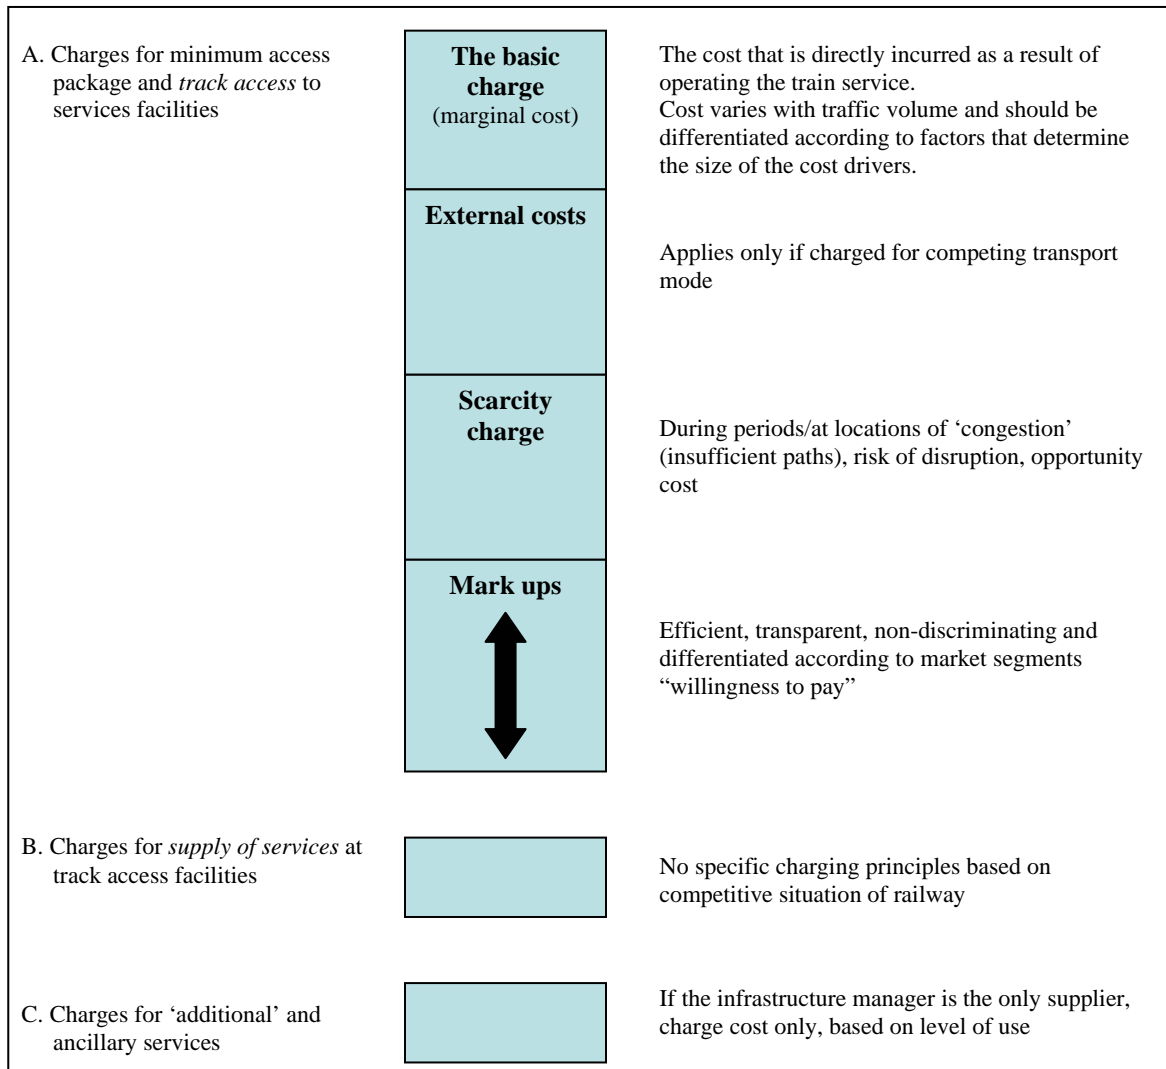 A. Charges for minimum access
package and track access to
services facilities
The basic
charge
(marginal cost)
The cost that is directly incurred as a result of
operating the train service.
Cost varies with traffic volume and should be
differentiated according to factors that determine
the size of the cost drivers.
External costs
Applies only if charged for competing transport
mode
Scarcity
charge
During periods/at locations of ‘congestion’
(insufficient paths), risk of disruption, opportunity
cost
Mark ups
Efficient, transparent, non-discriminating and
differentiated according to market segments
“willingness to pay”
B. Charges for supply of services at
track access facilities
No specific charging principles based on
competitive situation of railway
C. Charges for ‘additional’ and
ancillary services
If the infrastructure manager is the only supplier,
charge cost only, based on level of use